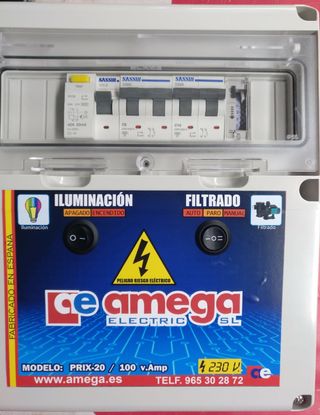 SASSIN SASSIN SASSIN
ILUMINACIÓN
APAGADO ENCENDIDO
Iluminación
FILTRADO
AUTO PARO MANUAL
Filtrado
PELIGRO RIESGO ELÉCTRICO
FABRICADO EN ESPAÑA
ae amega
ELECTRIC SL
MODELO: PRIX-20 / 100 v.Amp
230 V.
www.amega.es
TELF. 965 30 28 72